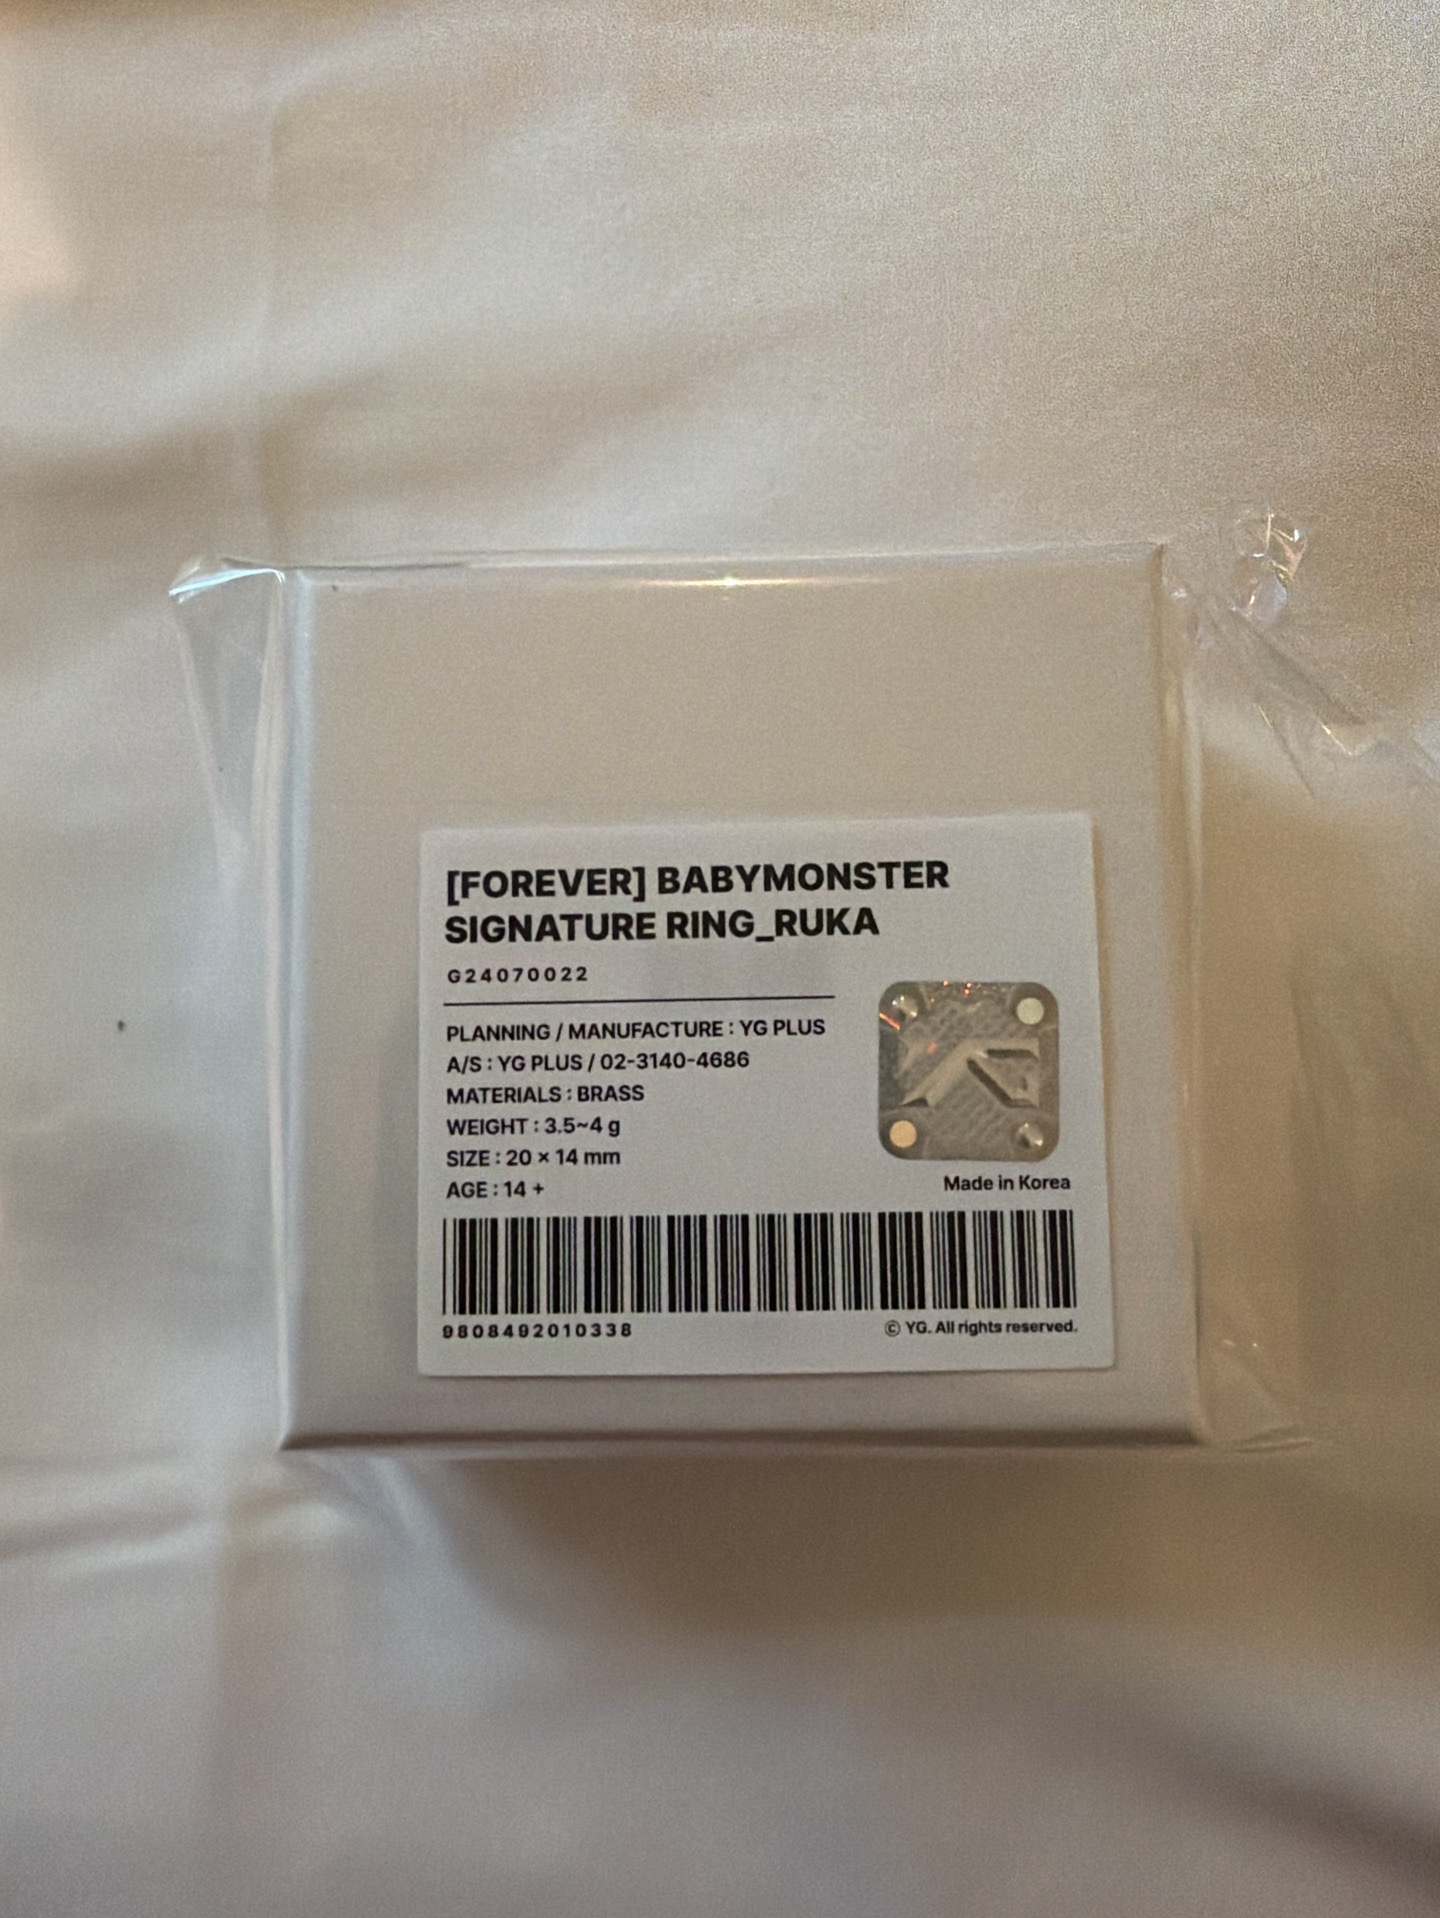 [FOREVER] BABYMONSTER
SIGNATURE RING_RUKA
G24070022
PLANNING / MANUFACTURE : YG PLUS
A/S : YG PLUS / 02-3140-4686
MATERIALS : BRASS
WEIGHT : 3.5~4 g
SIZE : 20 × 14 mm
AGE : 14 +
Made in Korea
9808492010338
© YG. All rights reserved.